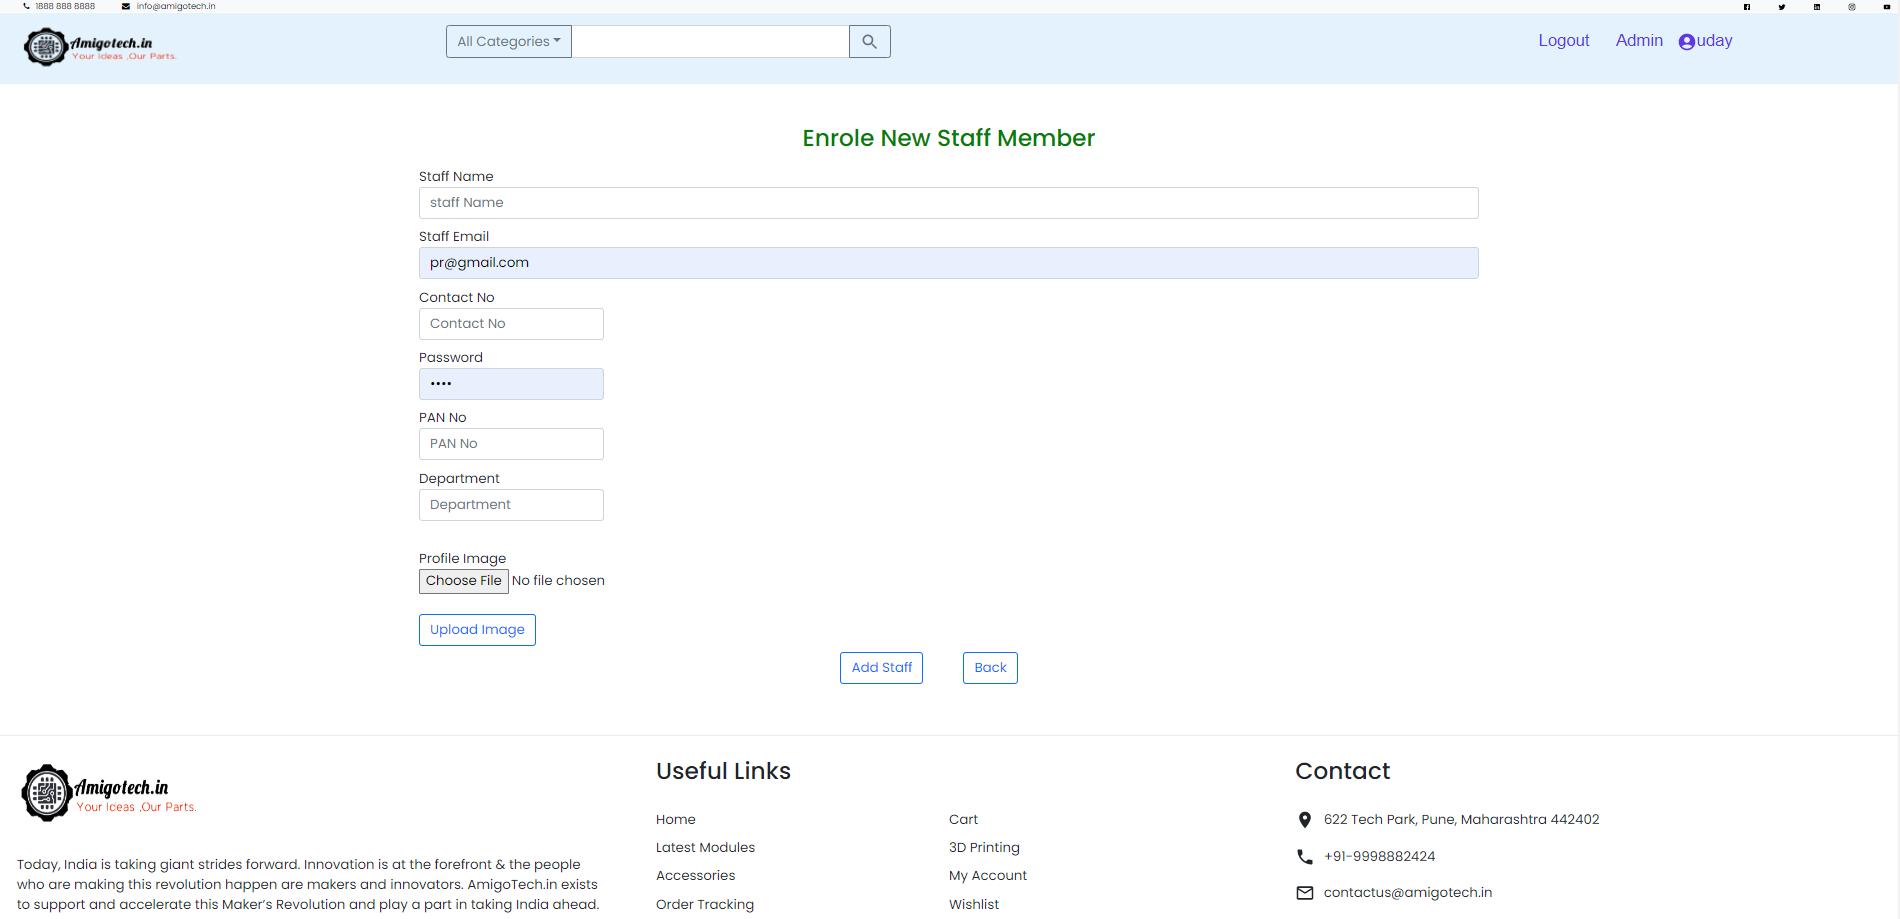 1888 888 8888 info@amigotech.in
Amigotech.in
Your Ideas ,Our Parts.
All Categories
Logout Admin uday
Enrole New Staff Member
Staff Name
staff Name
Staff Email
pr@gmail.com
Contact No
Contact No
Password
••••
PAN No
PAN No
Department
Department
Profile Image
Choose File No file chosen
Upload Image
Add Staff Back
Amigotech.in
Your Ideas ,Our Parts.
Today, India is taking giant strides forward. Innovation is at the forefront & the people
who are making this revolution happen are makers and innovators. AmigoTech.in exists
to support and accelerate this Maker’s Revolution and play a part in taking India ahead.
Useful Links
Home
Latest Modules
Accessories
Order Tracking
Cart
3D Printing
My Account
Wishlist
Contact
622 Tech Park, Pune, Maharashtra 442402
+91-9998882424
contactus@amigotech.in